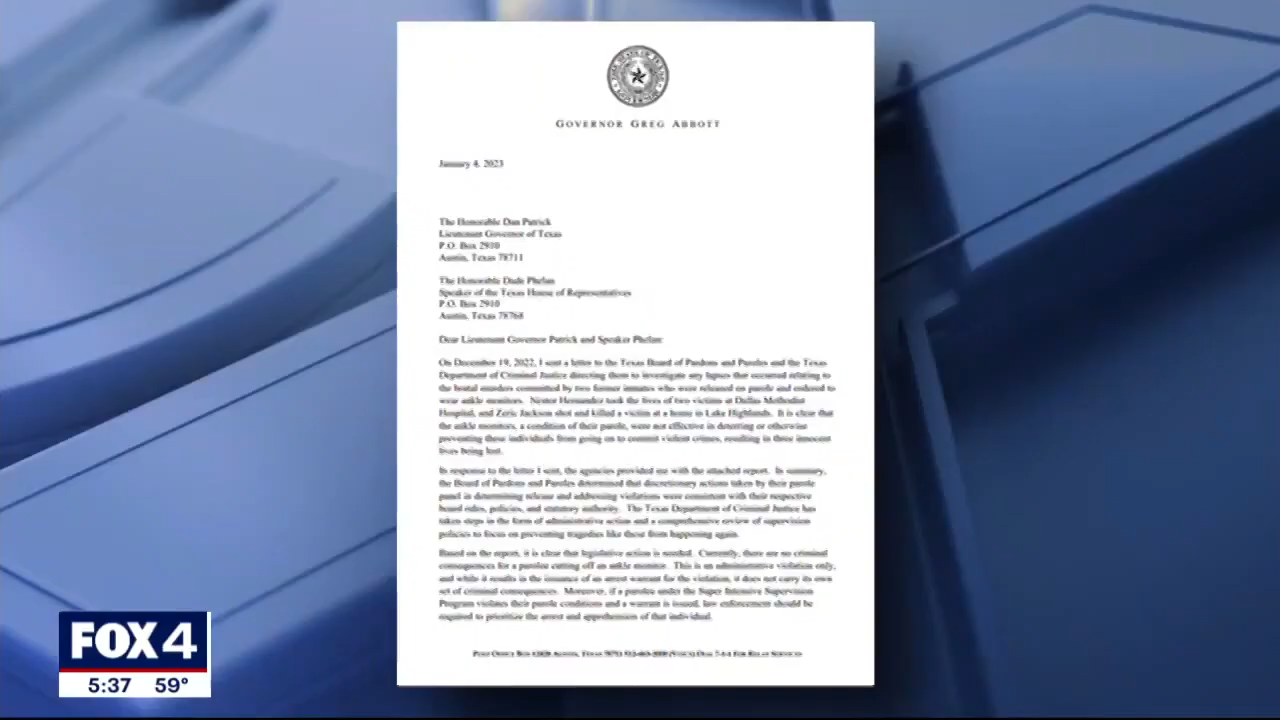 GOVERNOR GREG ABBOTT
January 4, 2023
The Honorable Dan Patrick
Lieutenant Governor of Texas
P.O. Box 2910
Austin, Texas 78711
The Honorable Dade Phelan
Speaker of the Texas House of Representatives
P.O. Box 2910
Austin, Texas 78768
Dear Lieutenant Governor Patrick and Speaker Phelan:
On December 19, 2022, I sent a letter to the Texas Board of Pardons and Paroles and the Texas
Department of Criminal Justice directing them to investigate any lapses that occurred relating to
the brutal murders committed by two former inmates who were released on parole and ordered to
wear ankle monitors. Nestor Hernandez took the lives of two victims at Dallas Methodist
Hospital, and Zeric Jackson shot and killed a victim at a home in Lake Highlands. It is clear that
the ankle monitors, a condition of their parole, were not effective in deterring or otherwise
preventing these individuals from going on to commit violent crimes, resulting in three innocent
lives being lost.
In response to the letter I sent, the agencies provided me with the attached report. In summary,
the Board of Pardons and Paroles determined that discretionary actions taken by their parole
panel in determining release and addressing violations were consistent with their respective
board rules, policies, and statutory authority. The Texas Department of Criminal Justice has
taken steps in the form of administrative action and a comprehensive review of supervision
policies to focus on preventing tragedies like these from happening again.
Based on the report, it is clear that legislative action is needed. Currently, there are no criminal
consequences for a parolee cutting off an ankle monitor. This is an administrative violation only,
and while it results in the issuance of an arrest warrant for the violation, it does not carry its own
set of criminal consequences. Moreover, if a parolee under the Super Intensive Supervision
Program violates their parole conditions and a warrant is issued, law enforcement should be
required to prioritize the arrest and apprehension of that individual.
POST OFFICE BOX 12428 AUSTIN, TEXAS 78711 512-463-2000 (VOICE) DIAL 7-1-1 FOR RELAY SERVICES
FOX 4
5:37 59°